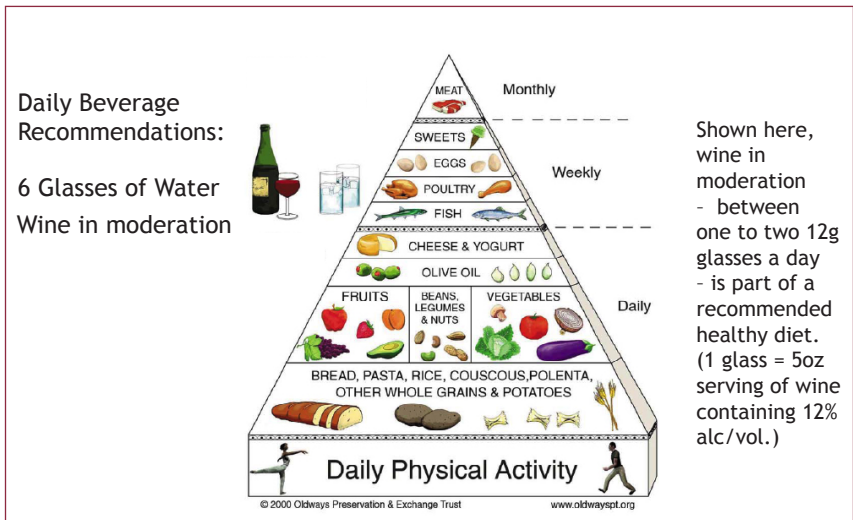 Daily Beverage
Recommendations:
6 Glasses of Water
Wine in moderation
MEAT
Monthly
SWEETS
EGGS
Weekly
POULTRY
FISH
CHEESE & YOGURT
OLIVE OIL
FRUITS
BEANS,
LEGUMES
& NUTS
VEGETABLES
Daily
BREAD, PASTA, RICE, COUSCOUS,POLENTA,
OTHER WHOLE GRAINS & POTATOES
Daily Physical Activity
© 2000 Oldways Preservation & Exchange Trust
www.oldwayspt.org
Shown here,
wine in
moderation
- between
one to two 12g
glasses a day
- is part of a
recommended
healthy diet.
(1 glass = 5oz
serving of wine
containing 12%
alc/vol.)